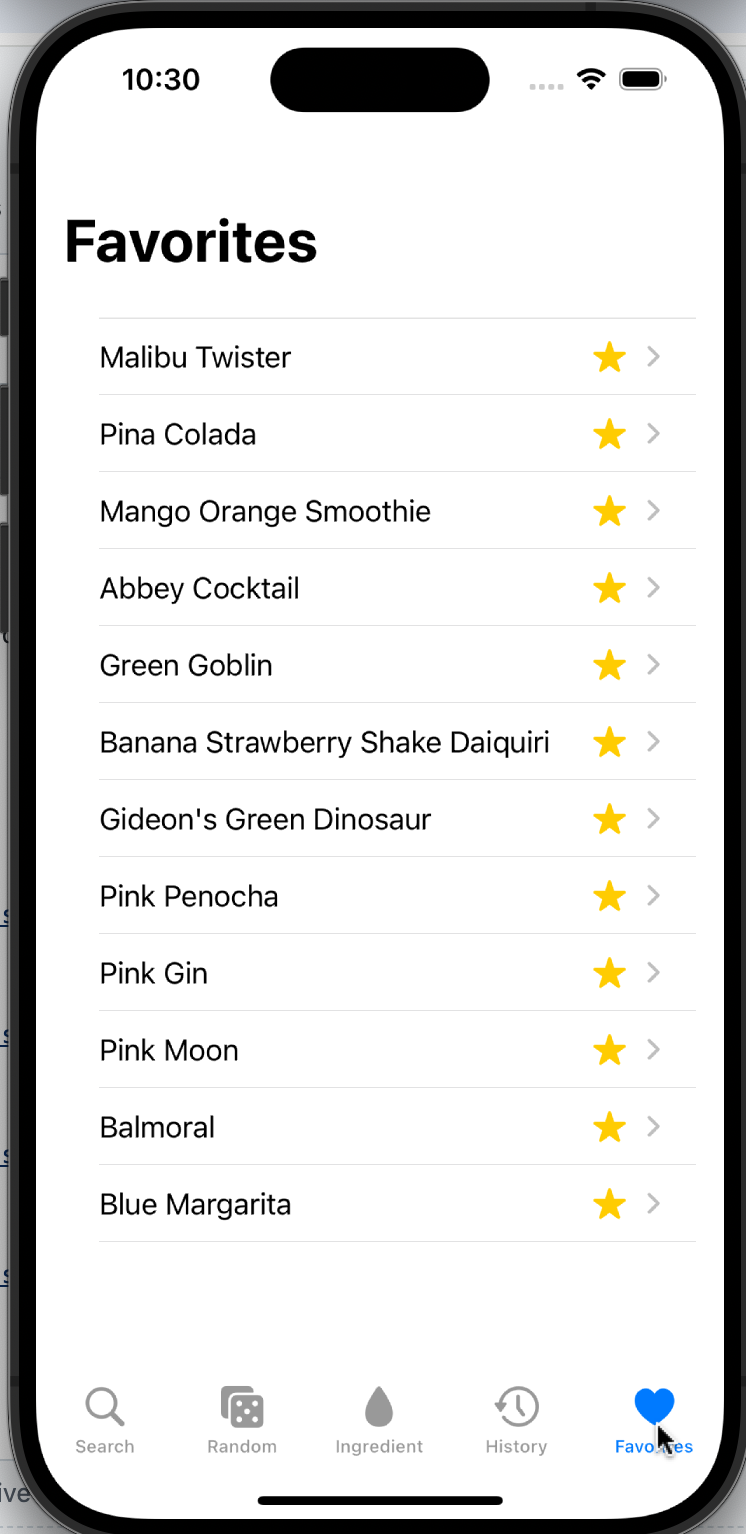 10:30
Favorites
Malibu Twister
Pina Colada
Mango Orange Smoothie
Abbey Cocktail
Green Goblin
Banana Strawberry Shake Daiquiri
Gideon's Green Dinosaur
Pink Penocha
Pink Gin
Pink Moon
Balmoral
Blue Margarita
Search Random Ingredient History Favorites